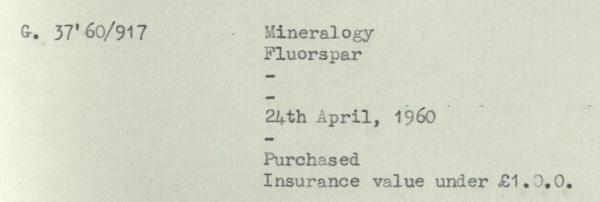 G. 37'60/917 Mineralogy
Fluorspar
-
-
24th April, 1960
-
Purchased
Insurance value under £1.0.0.